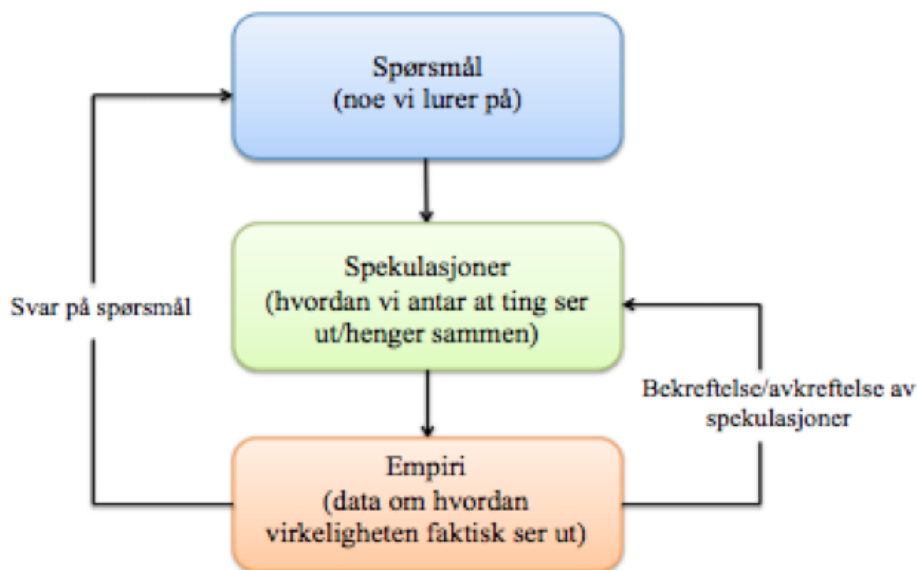 Spørsmål
(noe vi lurer på)
Spekulasjoner
(hvordan vi antar at ting ser
ut/henger sammen)
Svar på spørsmål
Bekreftelse/avkreftelse av
spekulasjoner
Empiri
(data om hvordan
virkeligheten faktisk ser ut)